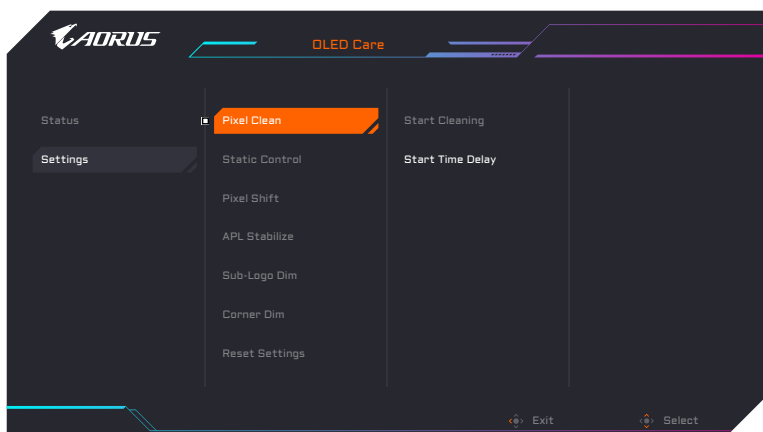 AORUS
OLED Care
Status
Settings
Pixel Clean
Static Control
Pixel Shift
APL Stabilize
Sub-Logo Dim
Corner Dim
Reset Settings
Start Cleaning
Start Time Delay
Exit
Select